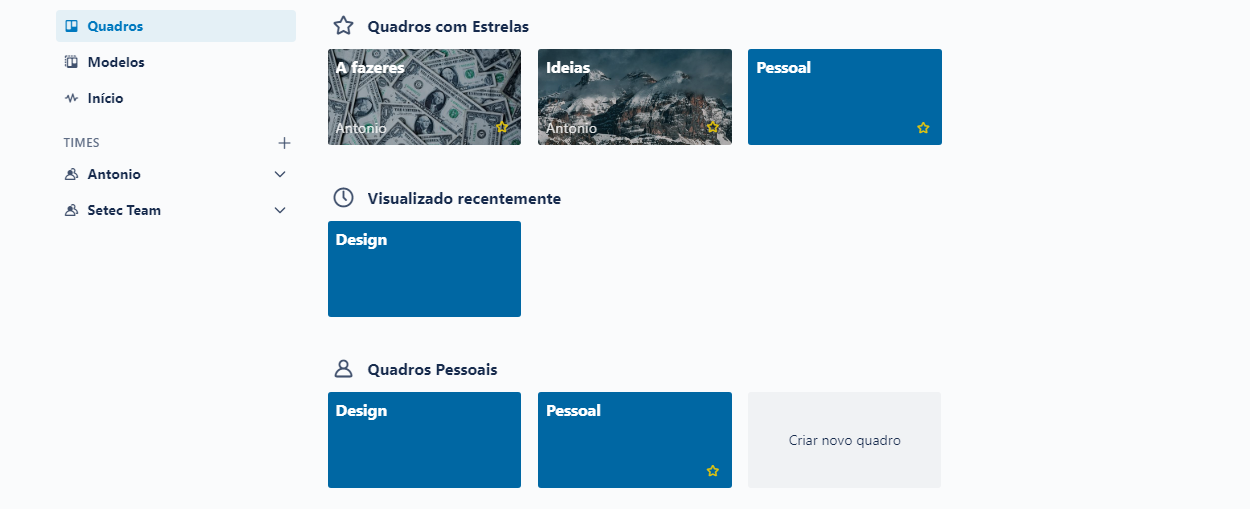 Quadros
Modelos
Início
TIMES
Antonio
Setec Team
Quadros com Estrelas
A fazeres
Antonio
Ideias
Antonio
Pessoal
Visualizado recentemente
Design
Quadros Pessoais
Design
Pessoal
Criar novo quadro